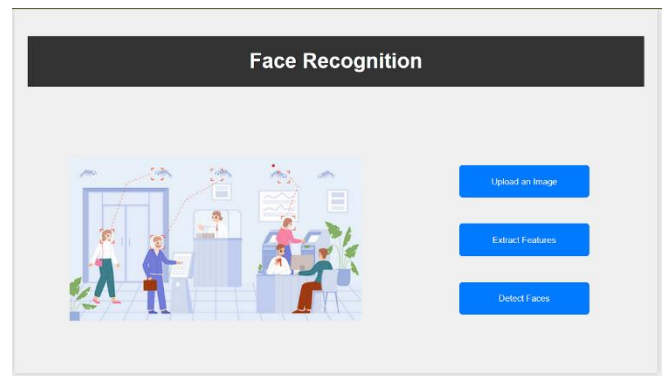 Face Recognition
Upload an Image
Extract Features
Detect Faces